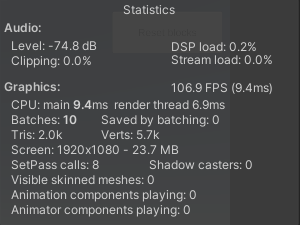 Statistics
Audio:
Level: -74.8 dB DSP load: 0.2%
Clipping: 0.0% Stream load: 0.0%
Graphics: 106.9 FPS (9.4ms)
CPU: main 9.4ms render thread 6.9ms
Batches: 10 Saved by batching: 0
Tris: 2.0k Verts: 5.7k
Screen: 1920x1080 - 23.7 MB
SetPass calls: 8 Shadow casters: 0
Visible skinned meshes: 0
Animation components playing: 0
Animator components playing: 0